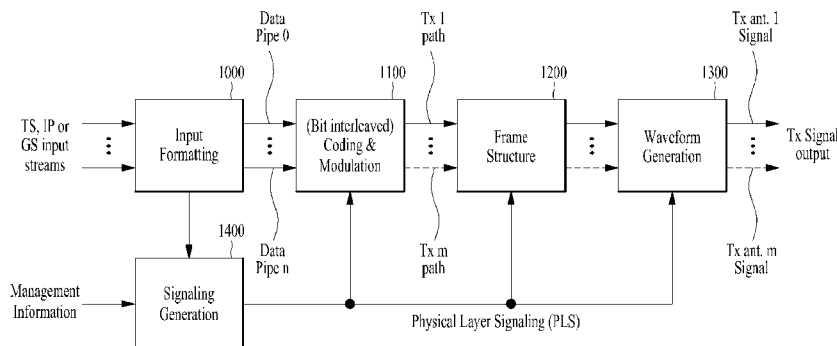 Data
Pipe 0
Tx 1
path
Tx ant. 1
Signal
1000
1100
1200
1300
TS, IP or
GS input
streams
Input
Formatting
(Bit interleaved)
Coding &
Modulation
Frame
Structure
Waveform
Generation
Tx Signal
output
Data
Pipe n
Tx m
path
Tx ant. m
Signal
1400
Management
Information
Signaling
Generation
Physical Layer Signaling (PLS)